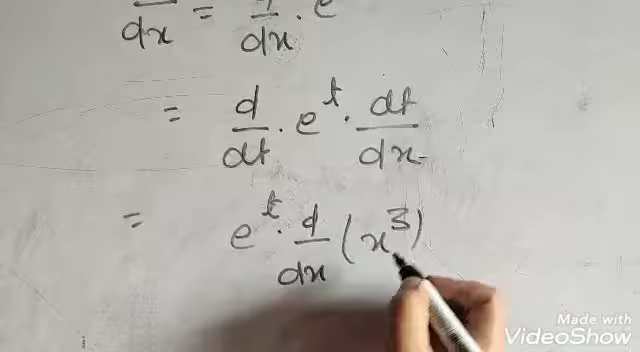 dx = d/dx · e
= d/dt · e^t · dt/dx
= e^t · d/dx (x^3)
Made with
VideoShow